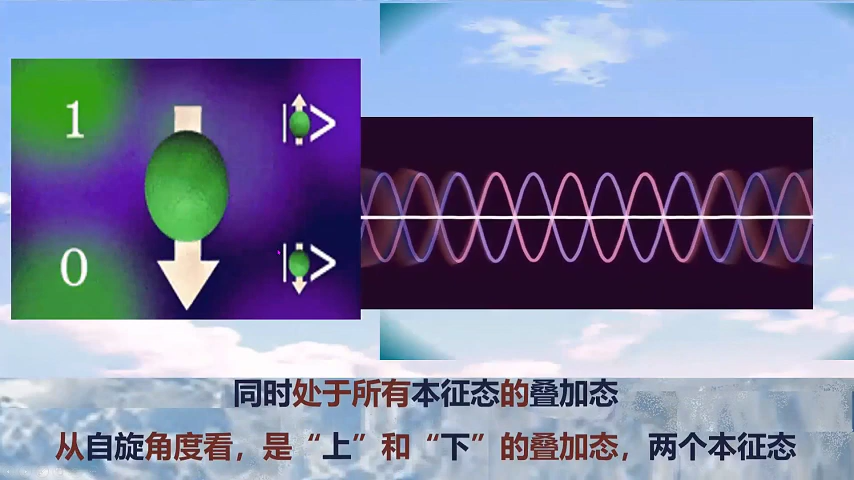 1
| >
0
| >
同时处于所有本征态的叠加态
从自旋角度看，是“上”和“下”的叠加态，两个本征态